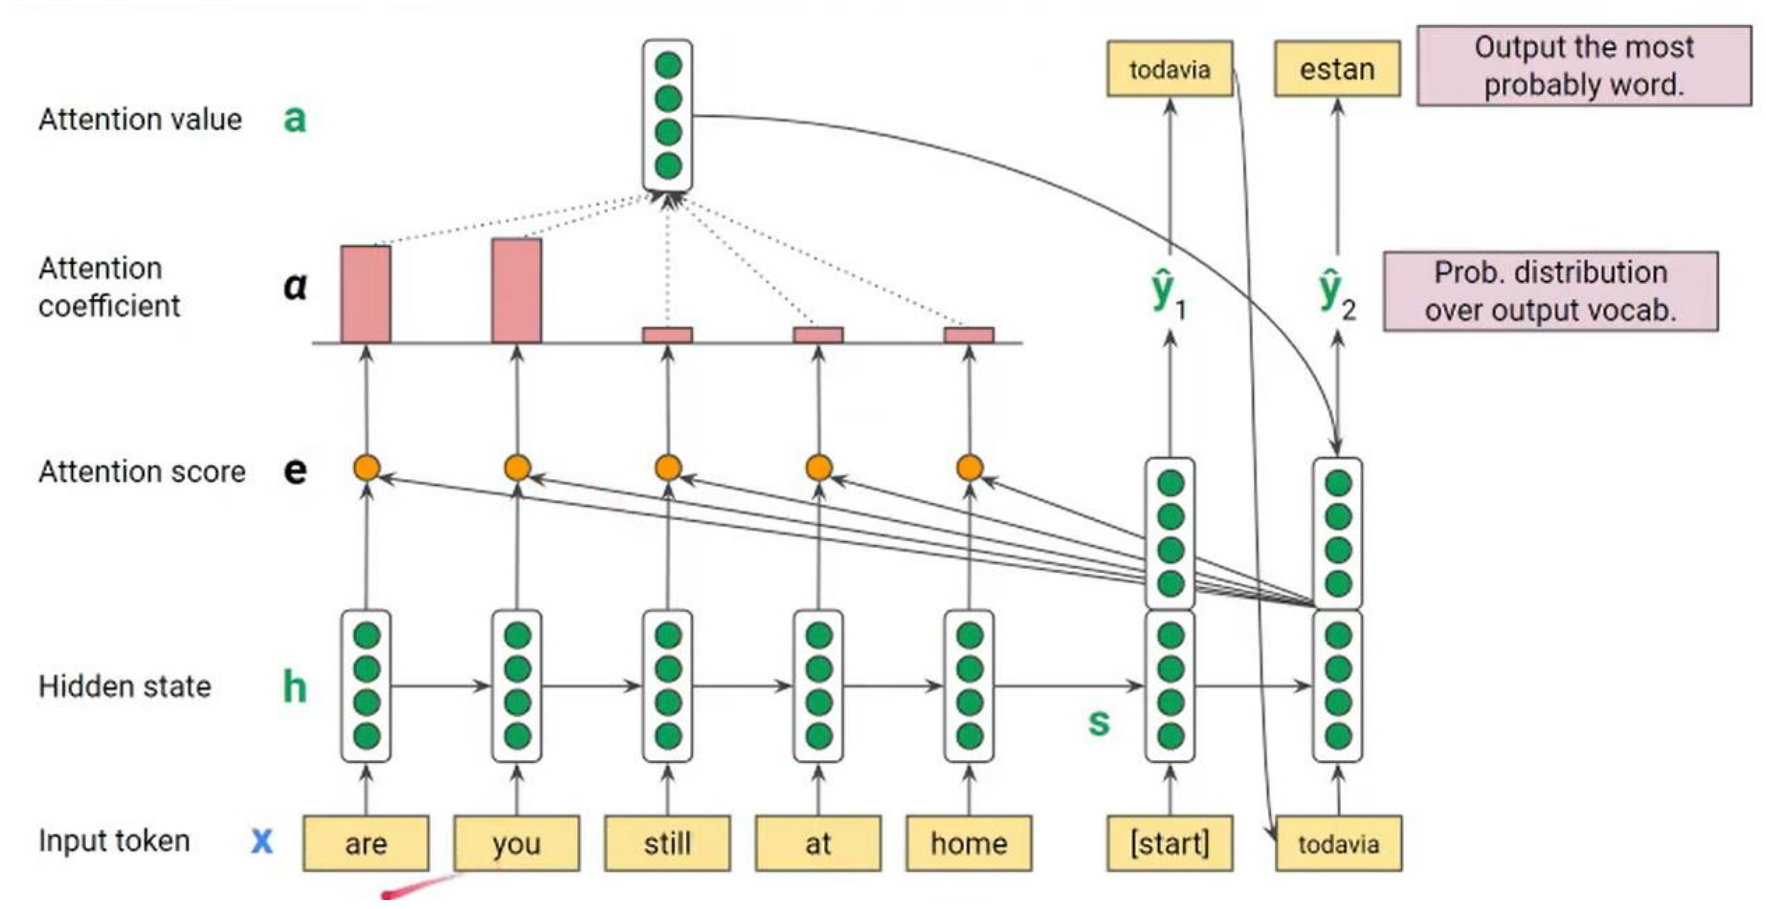 todavia
estan
Output the most
probably word.
Attention value
a
Attention
coefficient
α
ŷ1
ŷ2
Prob. distribution
over output vocab.
Attention score
e
Hidden state
h
s
Input token
x
are
you
still
at
home
[start]
todavia